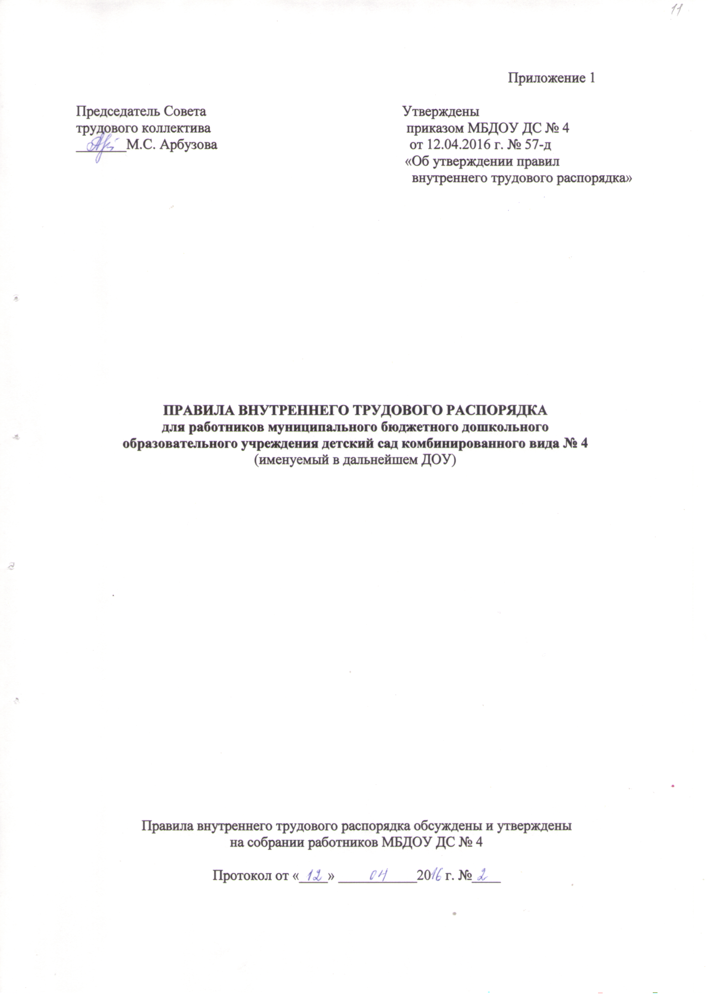 11
Приложение 1
Председатель Совета
трудового коллектива
________М.С. Арбузова
Утверждены
приказом МБДОУ ДС № 4
от 12.04.2016 г. № 57-д
«Об утверждении правил
внутреннего трудового распорядка»
ПРАВИЛА ВНУТРЕННЕГО ТРУДОВОГО РАСПОРЯДКА
для работников муниципального бюджетного дошкольного
образовательного учреждения детский сад комбинированного вида № 4
(именуемый в дальнейшем ДОУ)
Правила внутреннего трудового распорядка обсуждены и утверждены
на собрании работников МБДОУ ДС № 4
Протокол от «12» 04 2016 г. № 2